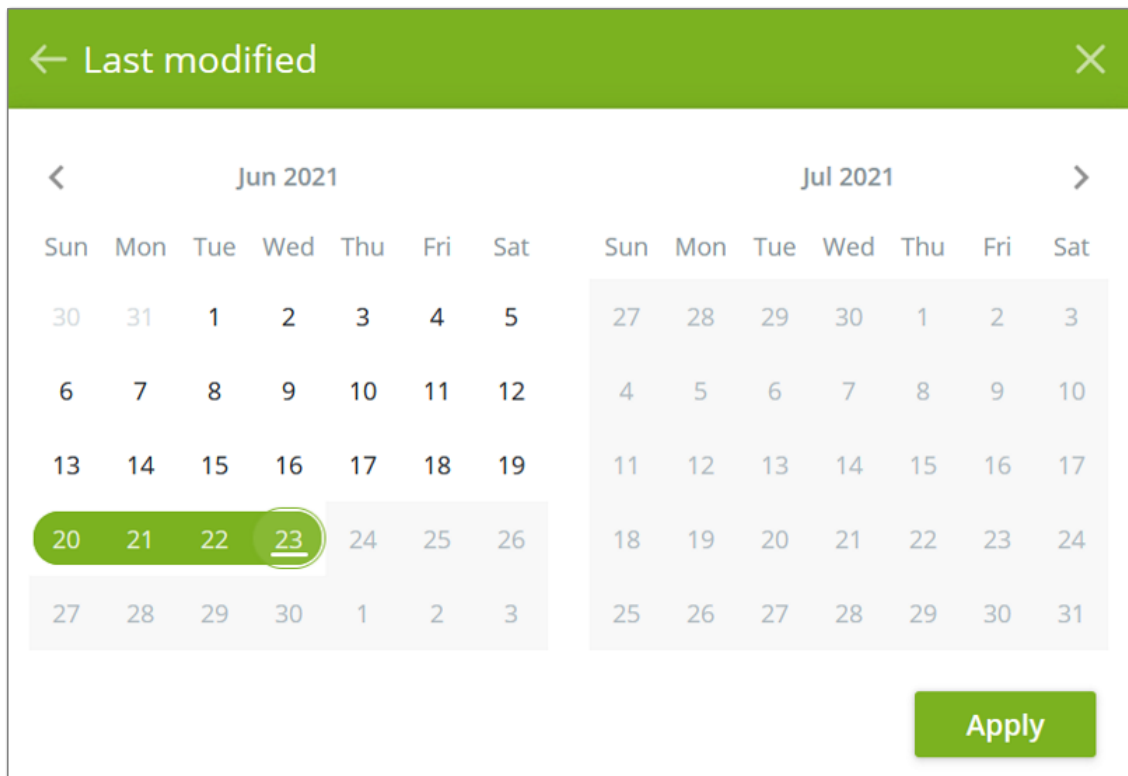 Last modified
Jun 2021
Sun Mon Tue Wed Thu Fri Sat
30 31 1 2 3 4 5
6 7 8 9 10 11 12
13 14 15 16 17 18 19
20 21 22 23 24 25 26
27 28 29 30 1 2 3
Jul 2021
Sun Mon Tue Wed Thu Fri Sat
27 28 29 30 1 2 3
4 5 6 7 8 9 10
11 12 13 14 15 16 17
18 19 20 21 22 23 24
25 26 27 28 29 30 31
Apply